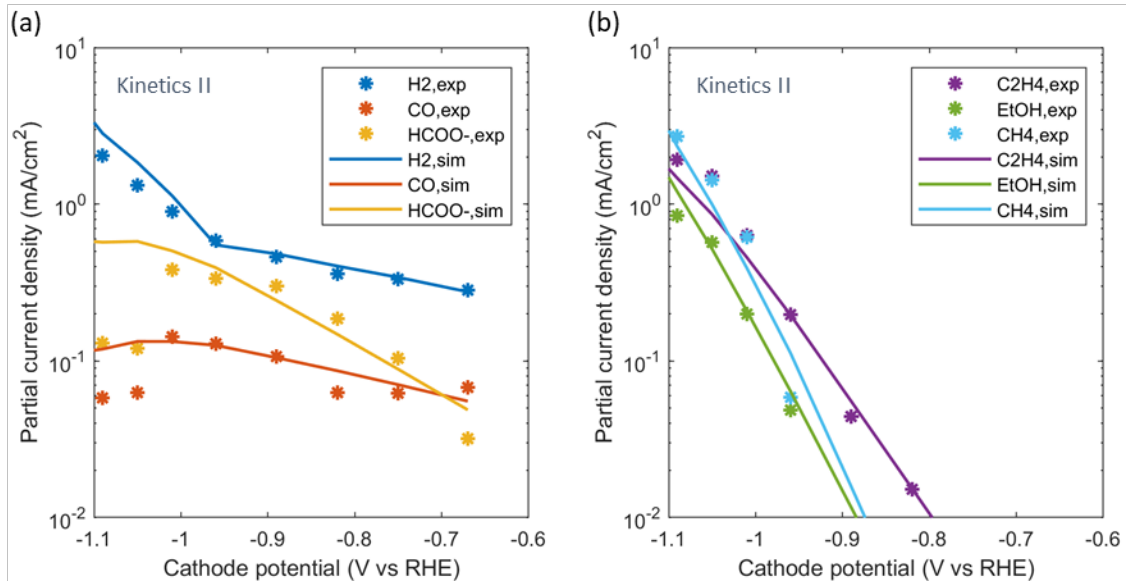 (a)
Kinetics II
H2,exp
CO,exp
HCOO-,exp
H2,sim
CO,sim
HCOO-,sim
10^1
10^0
10^-1
10^-2
Partial current density (mA/cm^2)
-1.1 -1 -0.9 -0.8 -0.7 -0.6
Cathode potential (V vs RHE)
(b)
Kinetics II
C2H4,exp
EtOH,exp
CH4,exp
C2H4,sim
EtOH,sim
CH4,sim
10^1
10^0
10^-1
10^-2
Partial current density (mA/cm^2)
-1.1 -1 -0.9 -0.8 -0.7 -0.6
Cathode potential (V vs RHE)